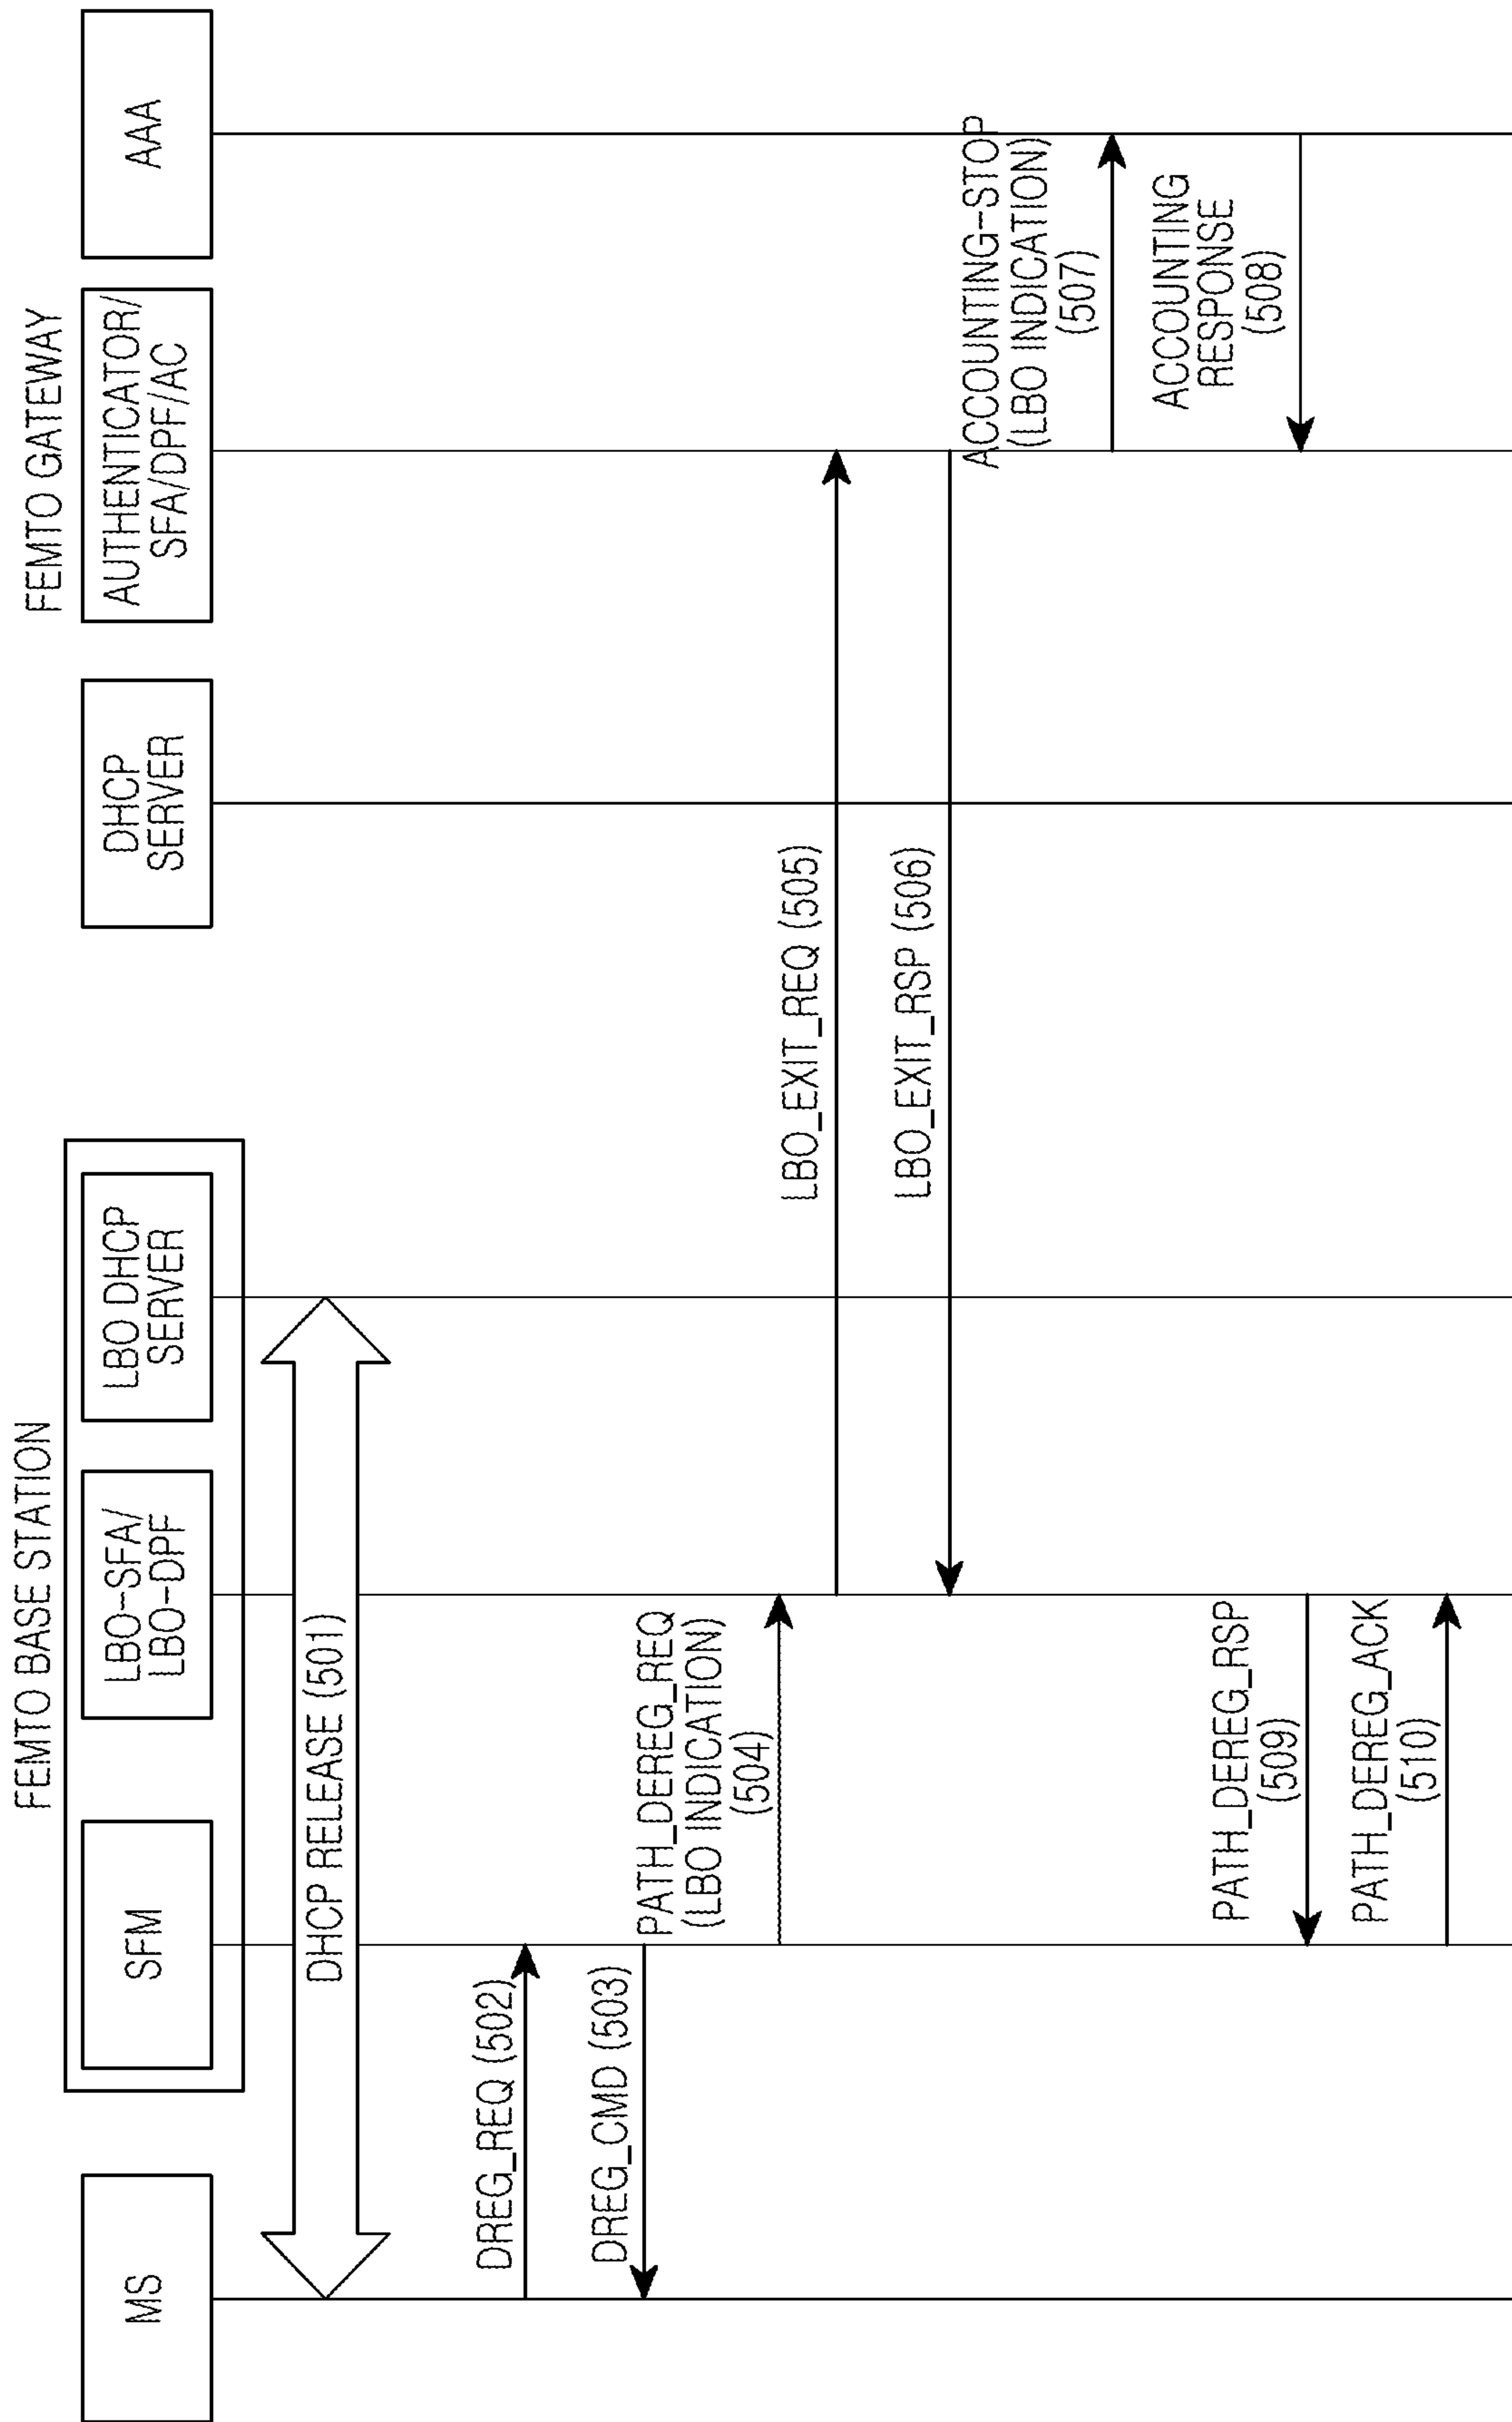 FEMTO BASE STATION
FEMTO GATEWAY
MS
SFM
LBO-SFA/
LBO-DPF
LBO DHCP
SERVER
DHCP
SERVER
AUTHENTICATOR/
SFA/DPF/AC
AAA
DHCP RELEASE (501)
DREG_REQ (502)
DREG_CMD (503)
PATH_DEREG_REQ
(LBO INDICATION)
(504)
LBO_EXIT_REQ (505)
LBO_EXIT_RSP (506)
ACCOUNTING-STOP
(LBO INDICATION)
(507)
ACCOUNTING
RESPONSE
(508)
PATH_DEREG_RSP
(509)
PATH_DEREG_ACK
(510)